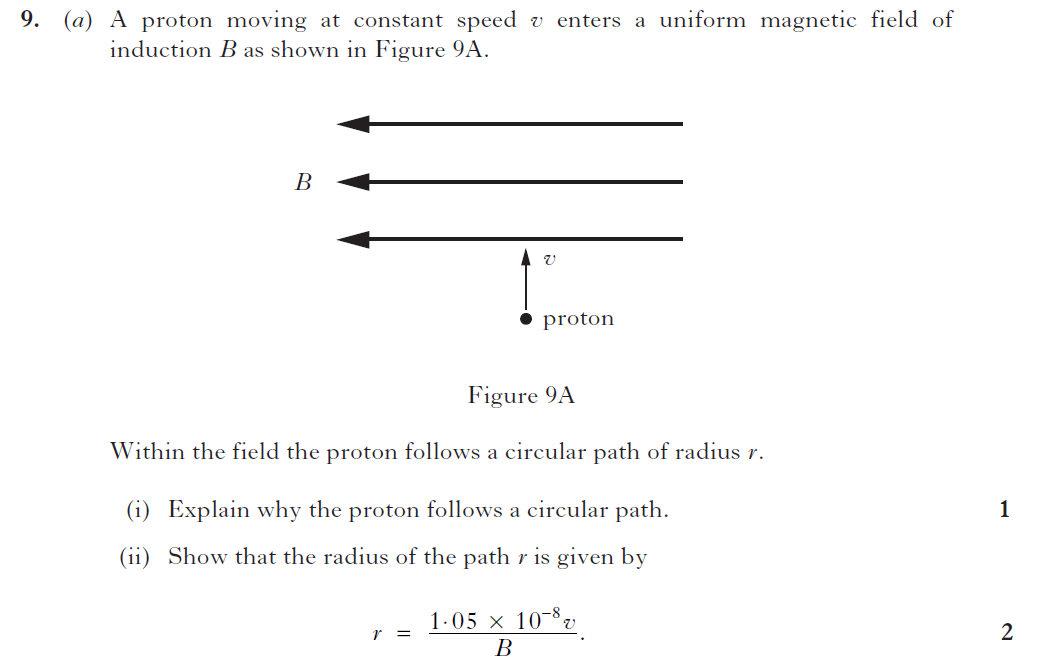 9. (a) A proton moving at constant speed v enters a uniform magnetic field of
induction B as shown in Figure 9A.
B
v
proton
Figure 9A
Within the field the proton follows a circular path of radius r.
(i) Explain why the proton follows a circular path. 1
(ii) Show that the radius of the path r is given by
r = \frac{1·05 × 10^{-8} v}{B}. 2